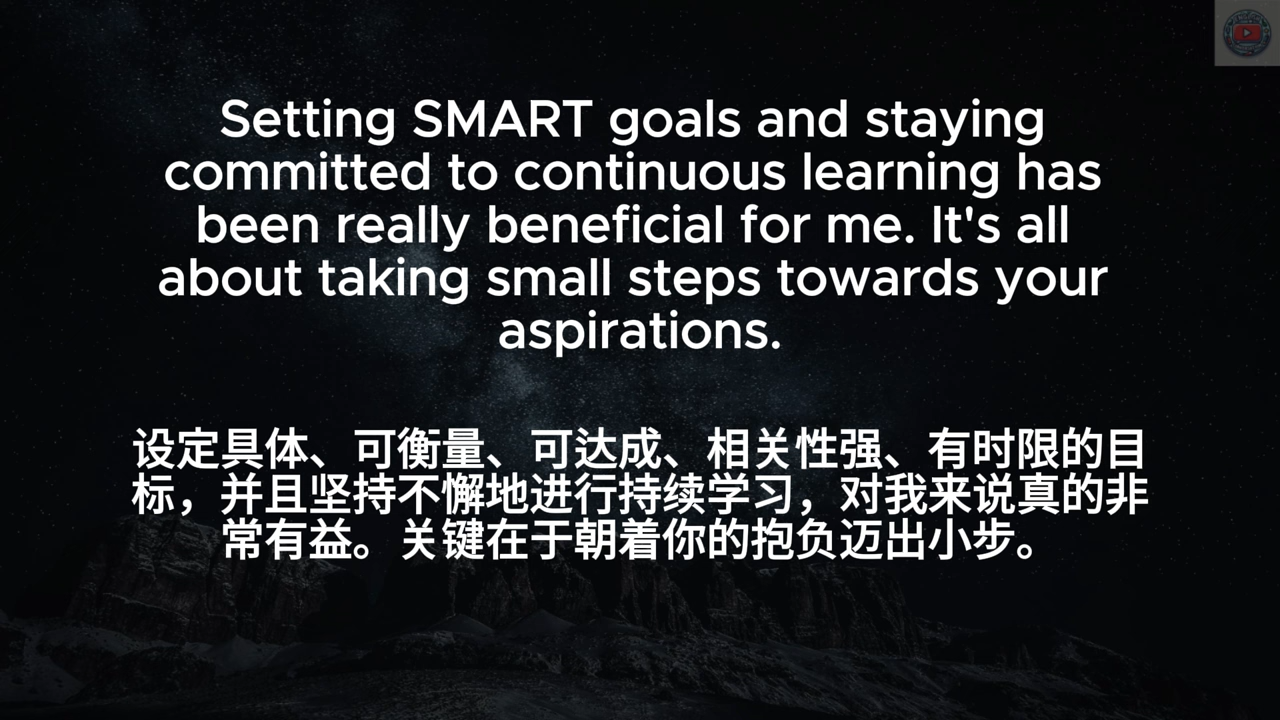 Setting SMART goals and staying
committed to continuous learning has
been really beneficial for me. It's all
about taking small steps towards your
aspirations.
设定具体、可衡量、可达成、相关性强、有时限的目
标，并且坚持不懈地进行持续学习，对我来说真的非
常有益。关键在于朝着你的抱负迈出小步。